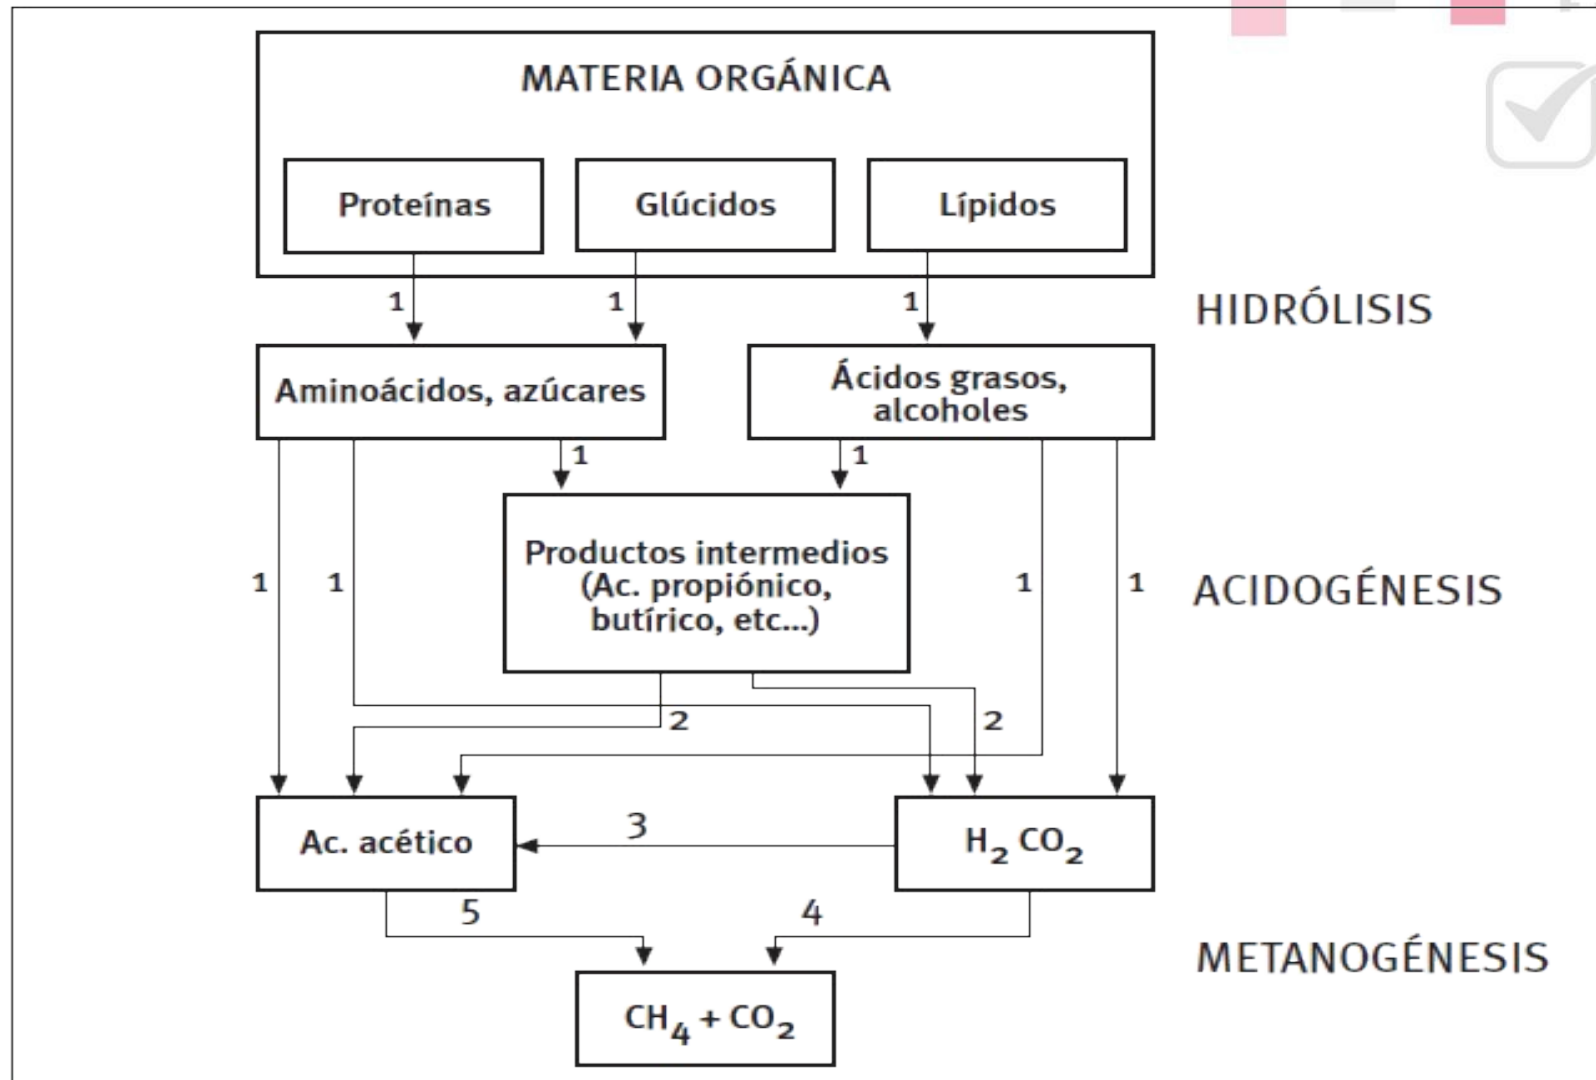 MATERIA ORGÁNICA
Proteínas
Glúcidos
Lípidos
1
1
1
HIDRÓLISIS
Aminoácidos, azúcares
Ácidos grasos,
alcoholes
1
1
Productos intermedios
(Ac. propiónico,
butírico, etc...)
1
1
1
1
ACIDOGÉNESIS
2
2
Ac. acético
3
H₂ CO₂
5
4
METANOGÉNESIS
CH₄ + CO₂